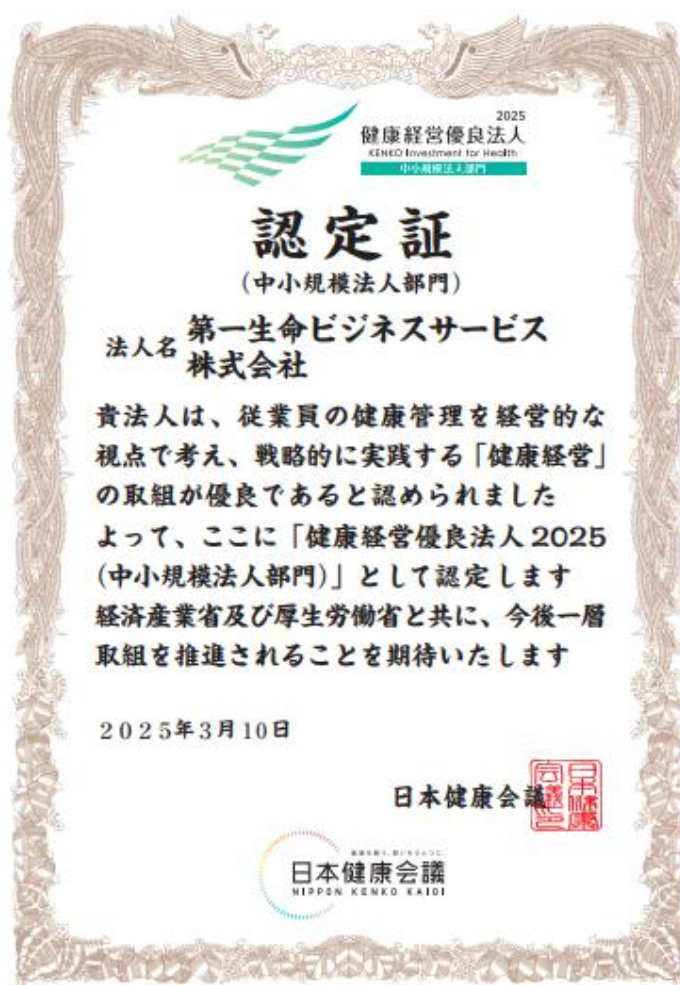 2025
健康経営優良法人
KENKO Investment for Health
中小規模法人部門
認定証
（中小規模法人部門）
法人名 第一生命ビジネスサービス
株式会社
貴法人は、従業員の健康管理を経営的な
視点で考え、戦略的に実践する「健康経営」
の取組が優良であると認められました
よって、ここに「健康経営優良法人2025
（中小規模法人部門）」として認定します
経済産業省及び厚生労働省と共に、今後一層
取組を推進されることを期待いたします
2025年3月10日
日本健康会議
日本健康会議
NIPPON KENKO KAIGI